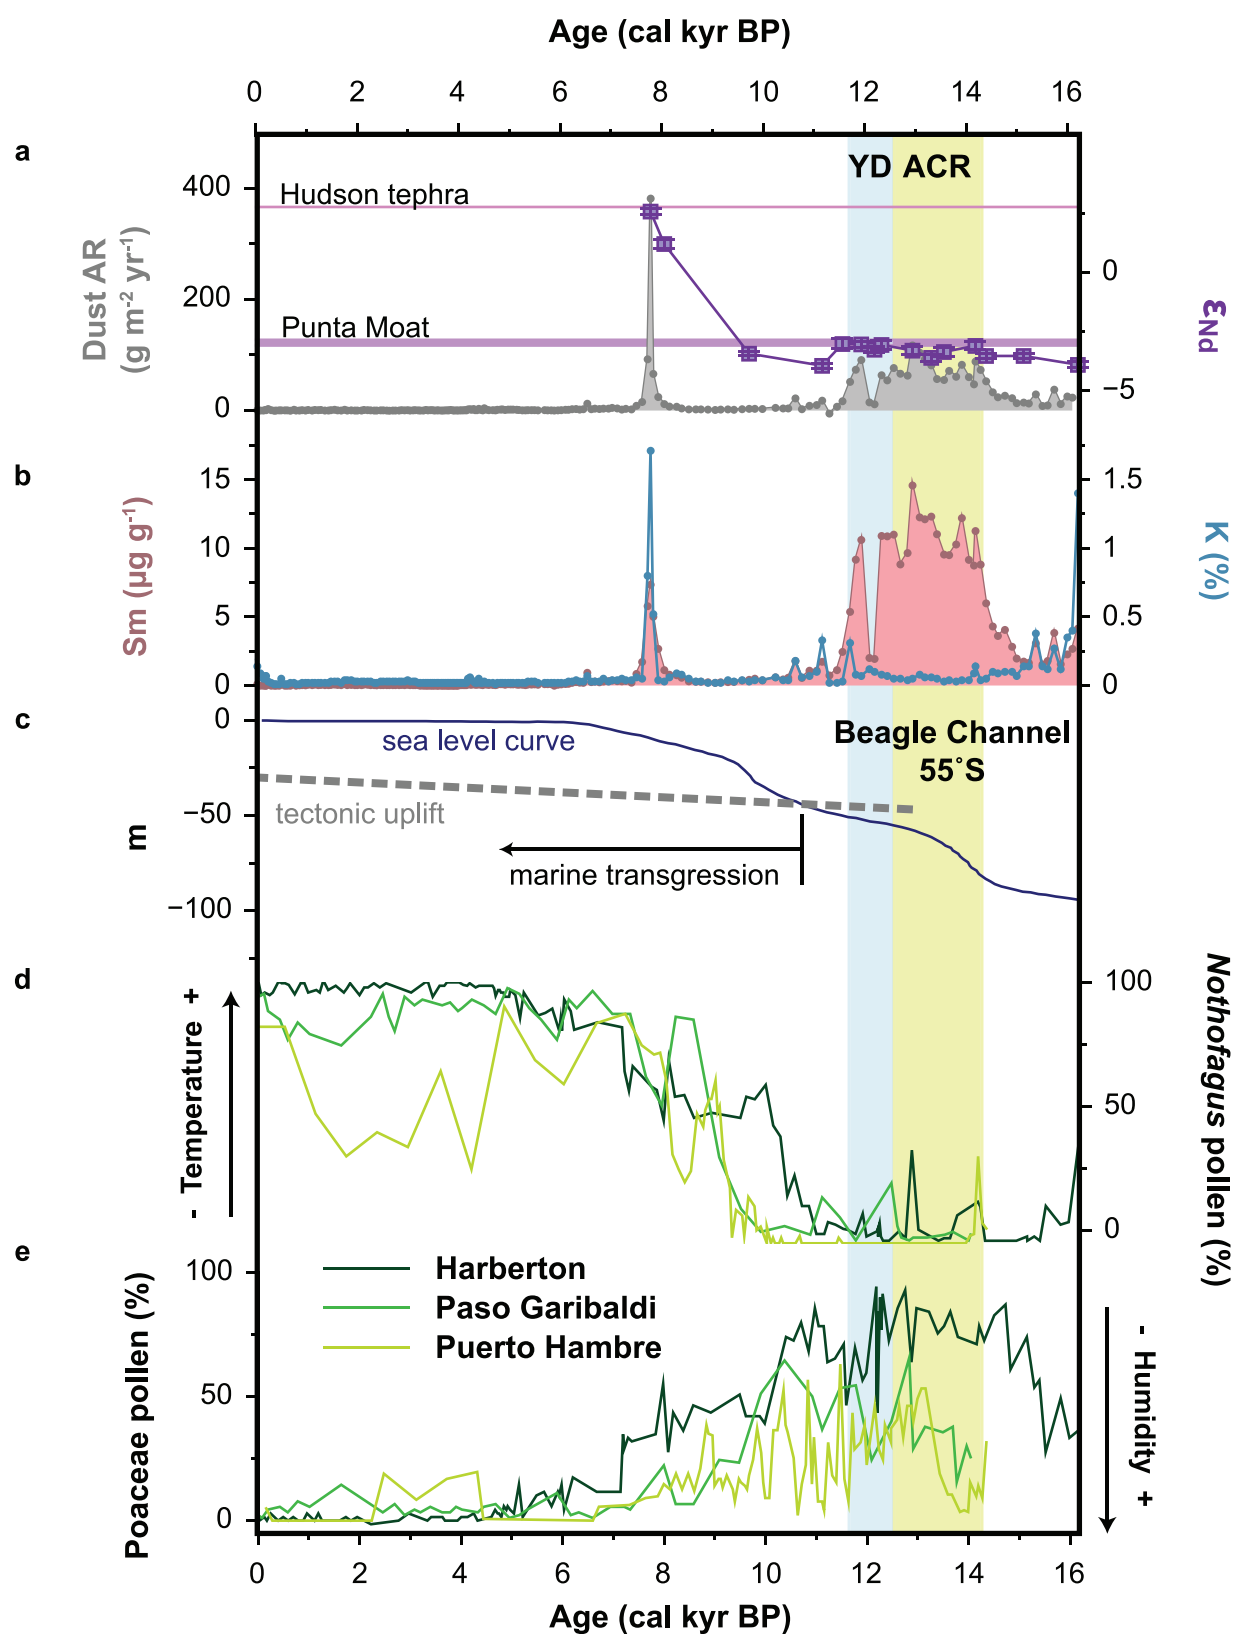 Age (cal kyr BP)
0 2 4 6 8 10 12 14 16
a
YD ACR
Hudson tephra
Punta Moat
400
200
0
Dust AR
(g m-2 yr-1)
0
−5
εNd
b
15
10
5
0
Sm (µg g-1)
1.5
1
0.5
0
K (%)
c
0
−50
−100
m
sea level curve
Beagle Channel
55°S
tectonic uplift
marine transgression
d
- Temperature +
100
50
0
Nothofagus pollen (%)
e
100
50
0
Poaceae pollen (%)
Harberton
Paso Garibaldi
Puerto Hambre
- Humidity +
0 2 4 6 8 10 12 14 16
Age (cal kyr BP)